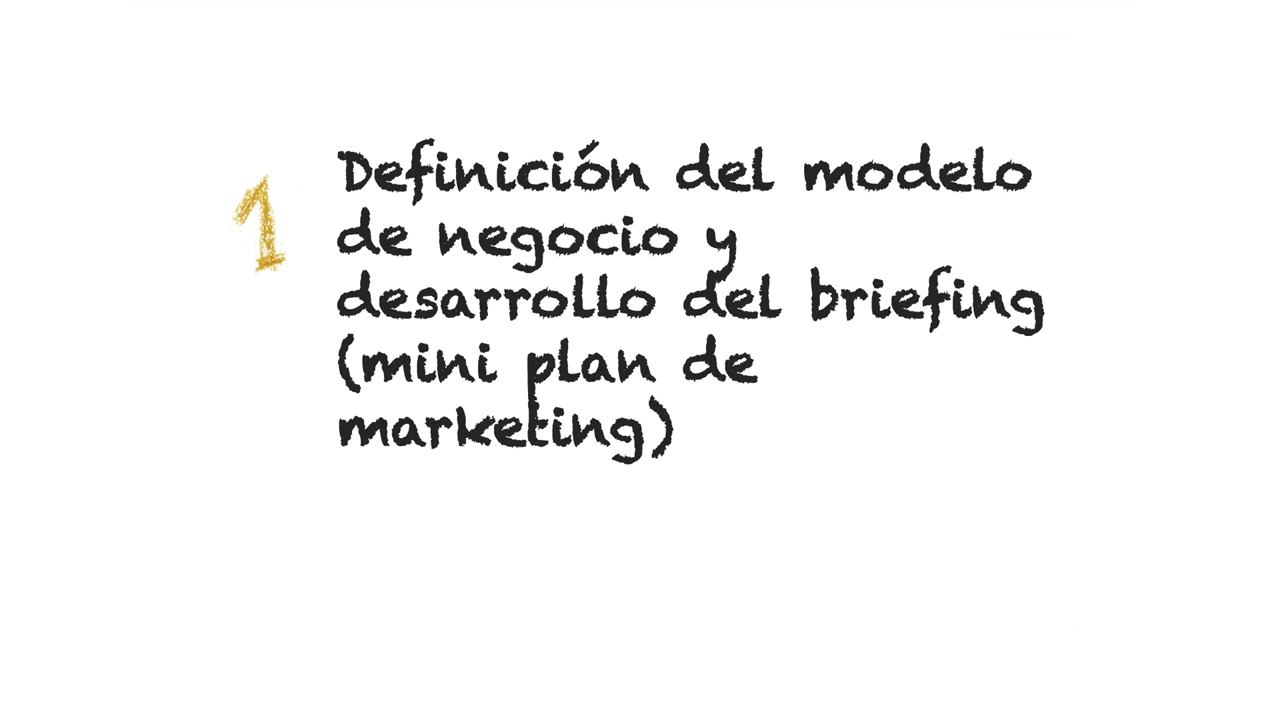 1
Definición del modelo
de negocio y
desarrollo del briefing
(mini plan de
marketing)